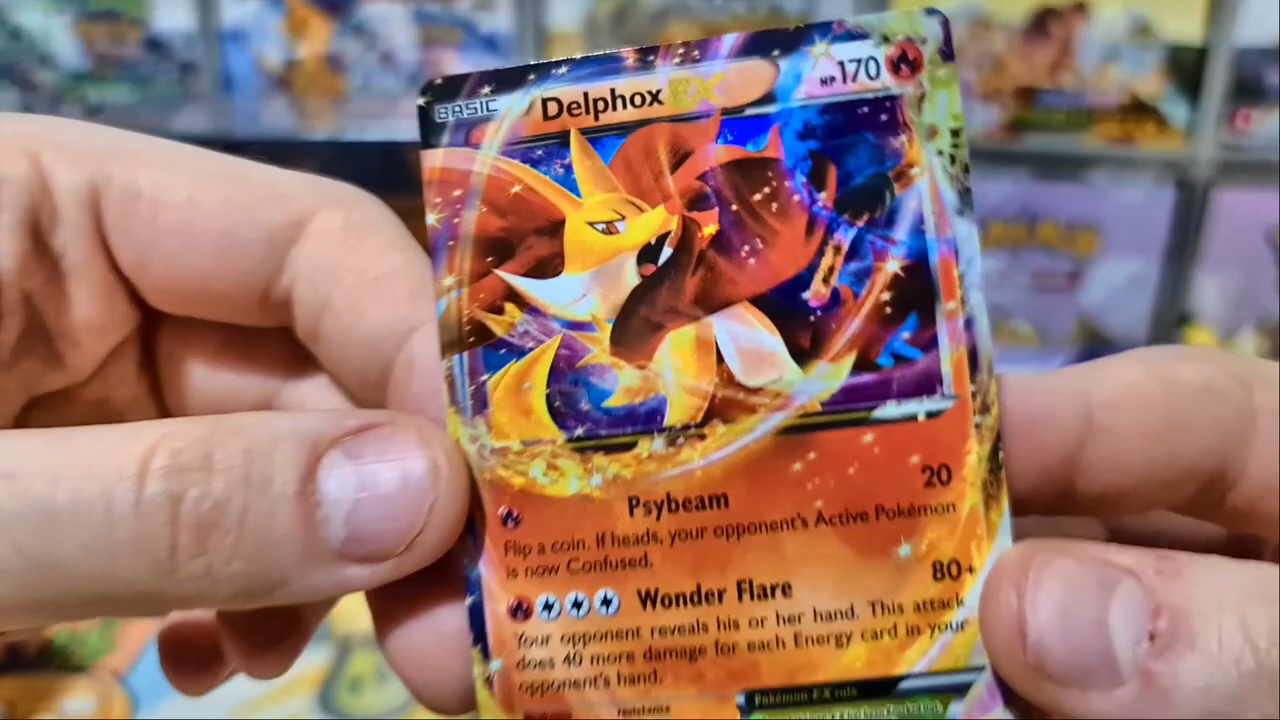 BASIC Delphox EX HP 170
Psybeam 20
Flip a coin. If heads, your opponent's Active Pokémon
is now Confused.
Wonder Flare 80+
Your opponent reveals his or her hand. This attack
does 40 more damage for each Energy card in your
opponent's hand.
resistance
Pokémon-EX rule